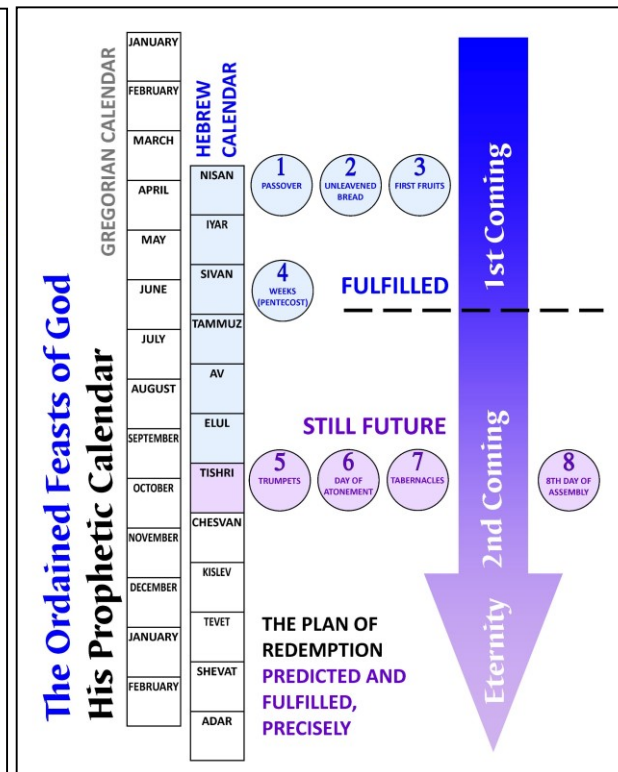 The Ordained Feasts of God
His Prophetic Calendar
GREGORIAN CALENDAR
JANUARY
FEBRUARY
MARCH
APRIL
MAY
JUNE
JULY
AUGUST
SEPTEMBER
OCTOBER
NOVEMBER
DECEMBER
JANUARY
FEBRUARY
HEBREW
CALENDAR
NISAN
IYAR
SIVAN
TAMMUZ
AV
ELUL
TISHRI
CHESVAN
KISLEV
TEVET
SHEVAT
ADAR
1
PASSOVER
2
UNLEAVENED
BREAD
3
FIRST FRUITS
4
WEEKS
(PENTECOST)
FULFILLED
STILL FUTURE
5
TRUMPETS
6
DAY OF
ATONEMENT
7
TABERNACLES
8
8TH DAY OF
ASSEMBLY
THE PLAN OF
REDEMPTION
PREDICTED AND
FULFILLED,
PRECISELY
1st Coming
2nd Coming
Eternity